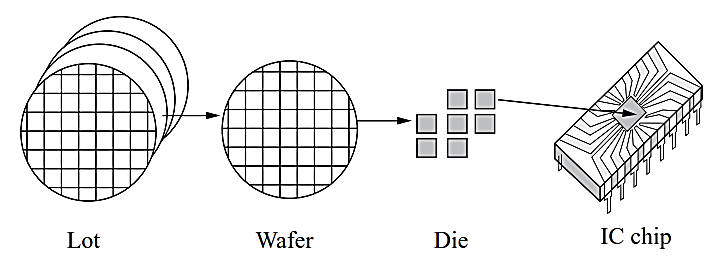 Lot
Wafer
Die
IC chip